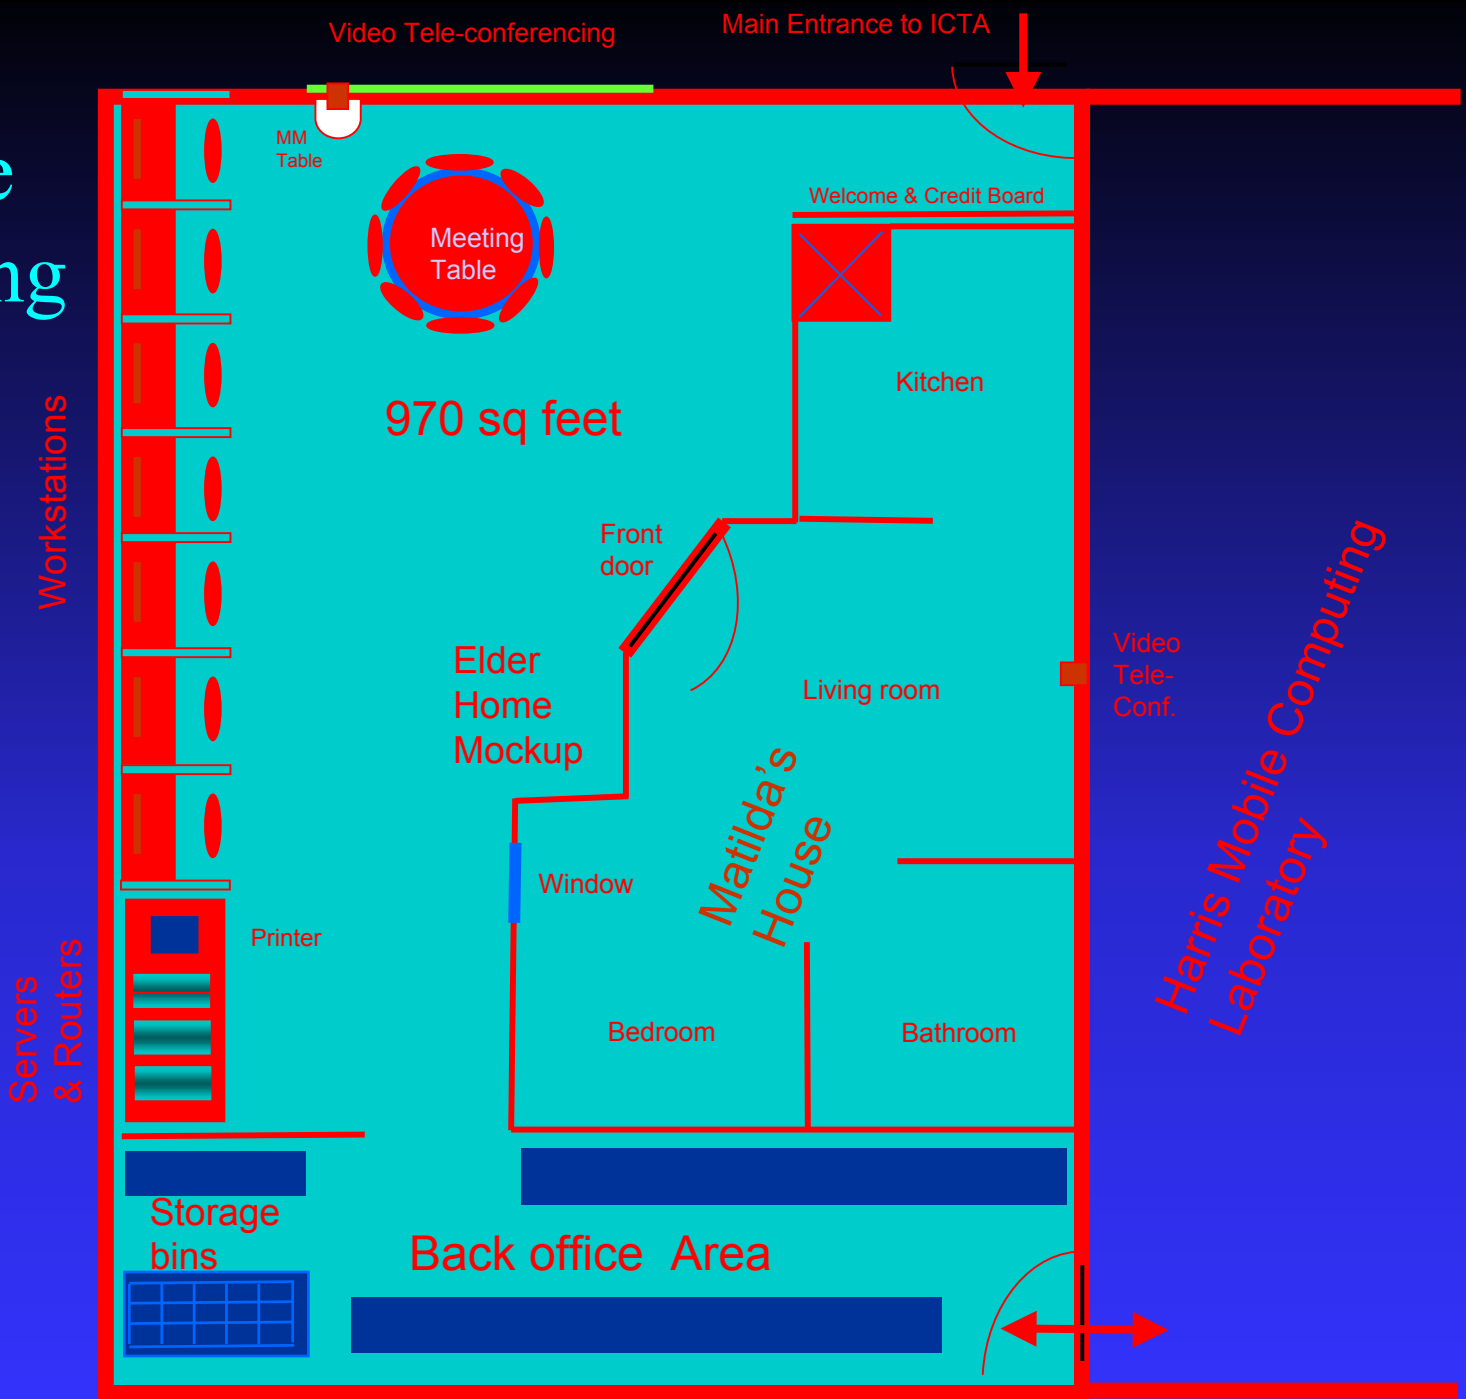 Video Tele-conferencing
Main Entrance to ICTA
MM
Table
Welcome & Credit Board
Meeting
Table
Kitchen
970 sq feet
Workstations
Front
door
Elder
Home
Mockup
Living room
Video
Tele-
Conf.
Matilda’s
House
Harris Mobile Computing
Laboratory
Window
Printer
Servers
& Routers
Bedroom
Bathroom
Storage
bins
Back office Area